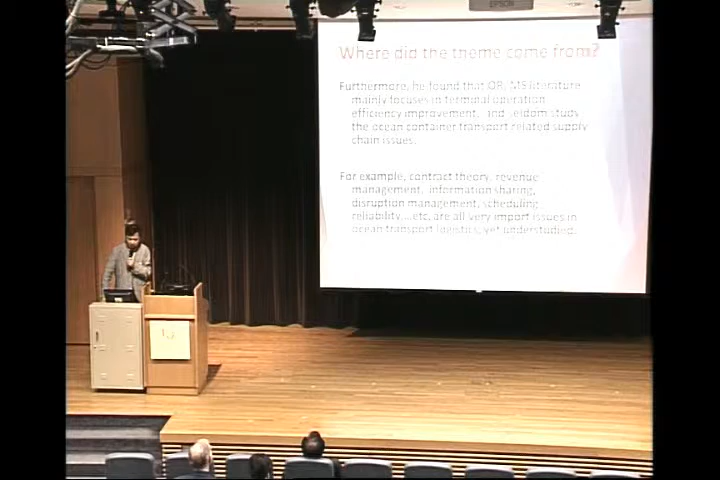 EPSON
Where did the theme come from?
Furthermore, he found that OR, MS literature
mainly focuses in terminal operation
efficiency improvement, and seldom study
the ocean container transport related supply
chain issues.
For example, contract theory, revenue
management, information sharing,
disruption management, scheduling
reliability....etc, are all very import issues in
ocean transport logistics, yet understudied.